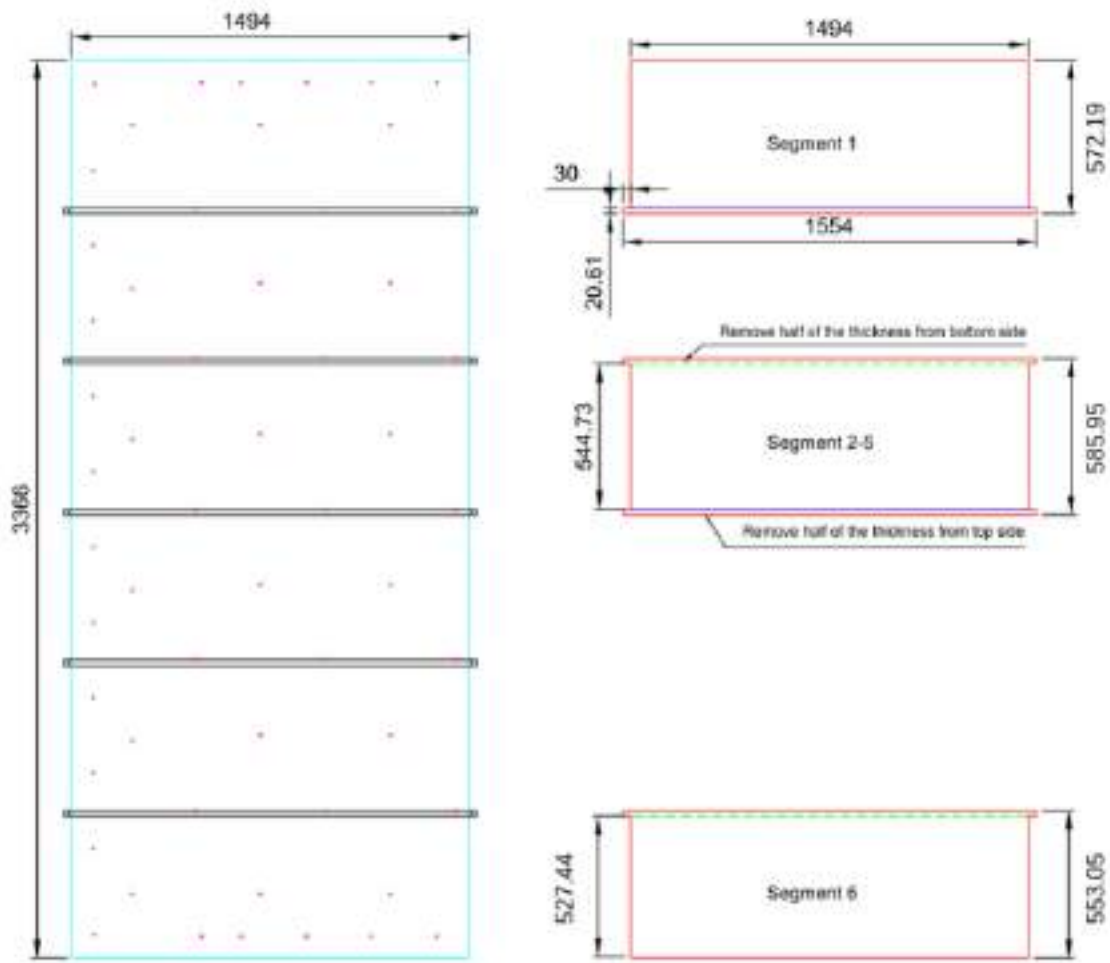 1494
3366
1494
572.19
Segment 1
30
1554
20.61
Remove half of the thickness from bottom side
544.73
585.95
Segment 2-5
Remove half of the thickness from top side
527.44
553.05
Segment 6